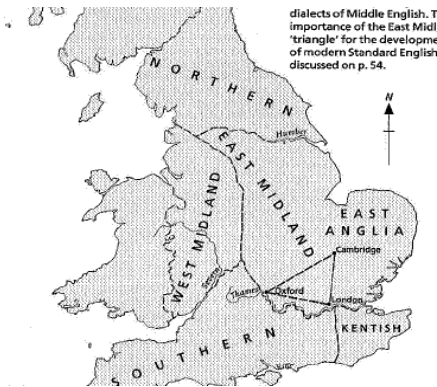 dialects of Middle English. T
importance of the East Midl
'triangle' for the developme
of modern Standard English
discussed on p. 54.
N
NORTHERN
Humber
EAST MIDLAND
WEST MIDLAND
EAST
ANGLIA
Cambridge
Severn
Thames
Oxford
London
KENTISH
SOUTHERN